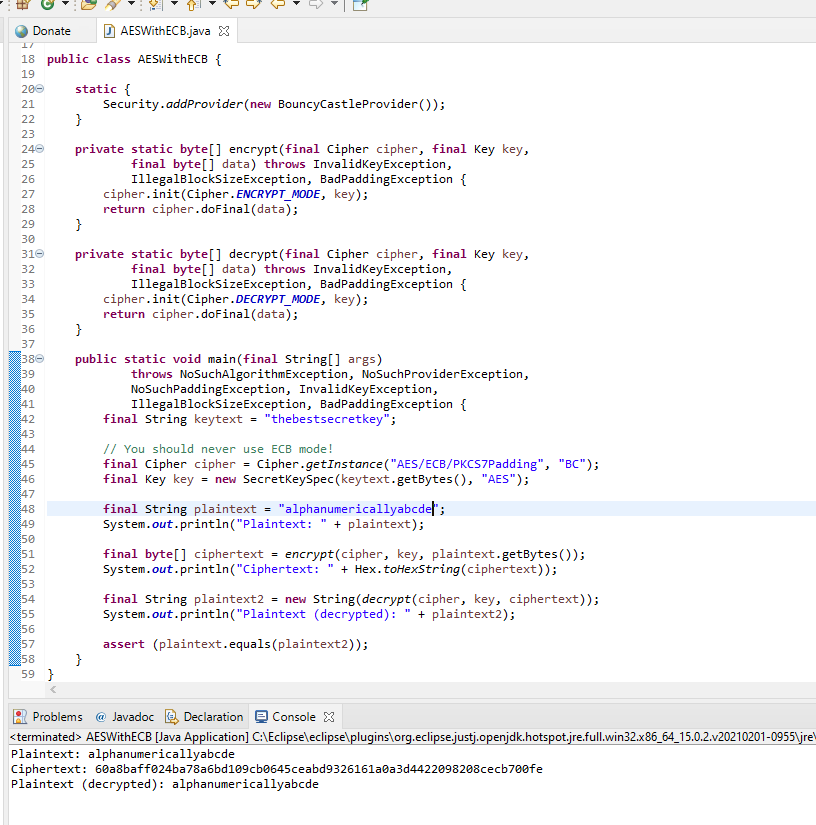 Donate AESWithECB.java
17
18 public class AESWithECB {
19
20 static {
21 Security.addProvider(new BouncyCastleProvider());
22 }
23
24 private static byte[] encrypt(final Cipher cipher, final Key key,
25 final byte[] data) throws InvalidKeyException,
26 IllegalBlockSizeException, BadPaddingException {
27 cipher.init(Cipher.ENCRYPT_MODE, key);
28 return cipher.doFinal(data);
29 }
30
31 private static byte[] decrypt(final Cipher cipher, final Key key,
32 final byte[] data) throws InvalidKeyException,
33 IllegalBlockSizeException, BadPaddingException {
34 cipher.init(Cipher.DECRYPT_MODE, key);
35 return cipher.doFinal(data);
36 }
37
38 public static void main(final String[] args)
39 throws NoSuchAlgorithmException, NoSuchProviderException,
40 NoSuchPaddingException, InvalidKeyException,
41 IllegalBlockSizeException, BadPaddingException {
42 final String keytext = "thebestsecretkey";
43
44 // You should never use ECB mode!
45 final Cipher cipher = Cipher.getInstance("AES/ECB/PKCS7Padding", "BC");
46 final Key key = new SecretKeySpec(keytext.getBytes(), "AES");
47
48 final String plaintext = "alphanumericallyabcde";
49 System.out.println("Plaintext: " + plaintext);
50
51 final byte[] ciphertext = encrypt(cipher, key, plaintext.getBytes());
52 System.out.println("Ciphertext: " + Hex.toHexString(ciphertext));
53
54 final String plaintext2 = new String(decrypt(cipher, key, ciphertext));
55 System.out.println("Plaintext (decrypted): " + plaintext2);
56
57 assert (plaintext.equals(plaintext2));
58 }
59 }
Problems @ Javadoc Declaration Console
<terminated> AESWithECB [Java Application] C:\Eclipse\eclipse\plugins\org.eclipse.justj.openjdk.hotspot.jre.full.win32.x86_64_15.0.2.v20210201-0955\jre\
Plaintext: alphanumericallyabcde
Ciphertext: 60a8baff024ba78a6bd109cb0645ceabd9326161a0a3d4422098208cecb700fe
Plaintext (decrypted): alphanumericallyabcde